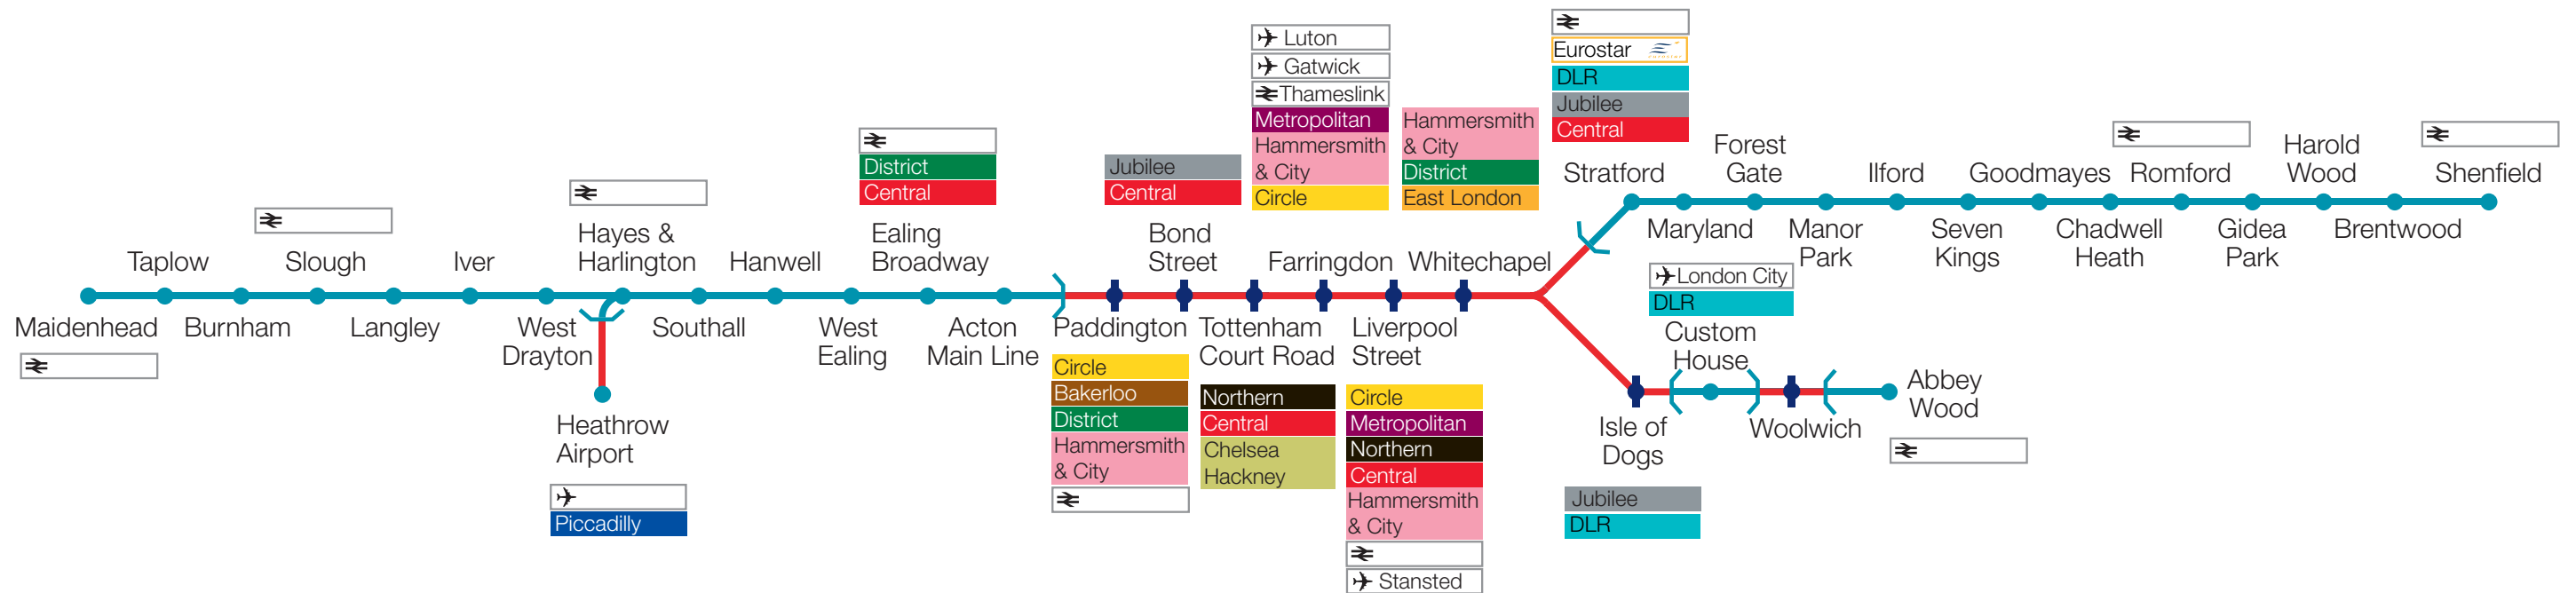 Maidenhead
Taplow
Burnham
Slough
Langley
Iver
West
Drayton
Hayes &
Harlington
Heathrow
Airport
Piccadilly
Southall
Hanwell
West
Ealing
District
Central
Ealing
Broadway
Acton
Main Line
Paddington
Circle
Bakerloo
District
Hammersmith
& City
Jubilee
Central
Bond
Street
Tottenham
Court Road
Northern
Central
Chelsea
Hackney
Luton
Gatwick
Thameslink
Metropolitan
Hammersmith
& City
Circle
Farringdon
Liverpool
Street
Circle
Metropolitan
Northern
Central
Hammersmith
& City
Stansted
Hammersmith
& City
District
East London
Whitechapel
Eurostar
DLR
Jubilee
Central
Stratford
Maryland
Forest
Gate
Manor
Park
Ilford
Seven
Kings
Goodmayes
Chadwell
Heath
Romford
Gidea
Park
Harold
Wood
Brentwood
Shenfield
Isle of
Dogs
Jubilee
DLR
London City
DLR
Custom
House
Woolwich
Abbey
Wood